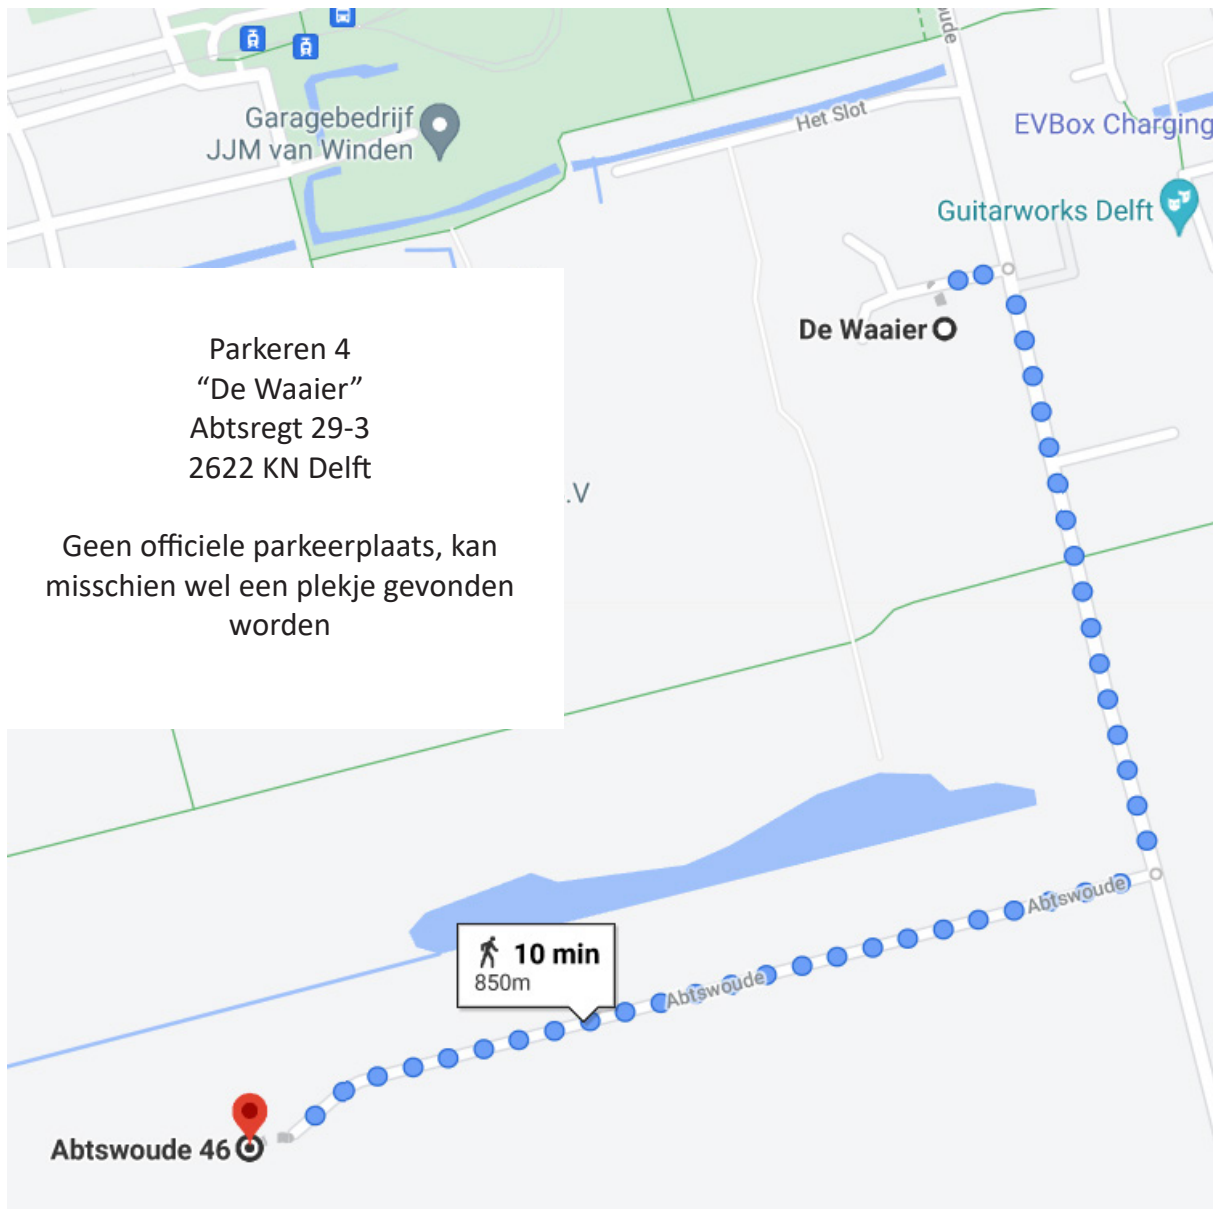 oude
Garagebedrijf
JJM van Winden
Het Slot
EVBox Charging
Guitarworks Delft
De Waaier
Parkeren 4
“De Waaier”
Abtsregt 29-3
2622 KN Delft
.V
Geen officiele parkeerplaats, kan
misschien wel een plekje gevonden
worden
Abtswoude
10 min
850m
Abtswoude
Abtswoude 46